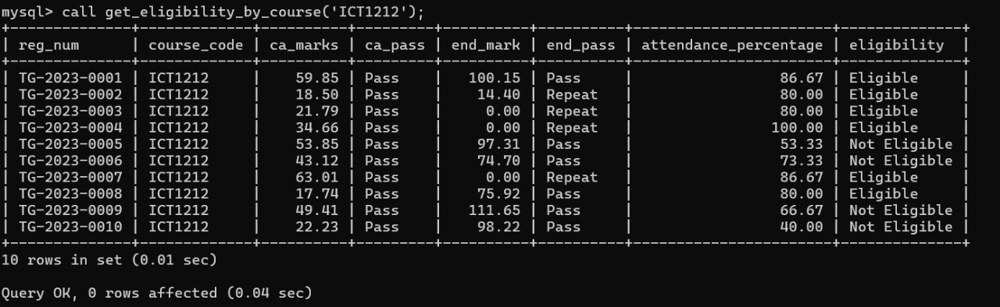 mysql> call get_eligibility_by_course('ICT1212');
+--------------+-------------+----------+---------+----------+----------+-----------------------+--------------+
| reg_num      | course_code | ca_marks | ca_pass | end_mark | end_pass | attendance_percentage | eligibility  |
+--------------+-------------+----------+---------+----------+----------+-----------------------+--------------+
| TG-2023-0001 | ICT1212     |    59.85 | Pass    |   100.15 | Pass     |                 86.67 | Eligible     |
| TG-2023-0002 | ICT1212     |    18.50 | Pass    |    14.40 | Repeat   |                 80.00 | Eligible     |
| TG-2023-0003 | ICT1212     |    21.79 | Pass    |     0.00 | Repeat   |                 80.00 | Eligible     |
| TG-2023-0004 | ICT1212     |    34.66 | Pass    |     0.00 | Repeat   |                100.00 | Eligible     |
| TG-2023-0005 | ICT1212     |    53.85 | Pass    |    97.31 | Pass     |                 53.33 | Not Eligible |
| TG-2023-0006 | ICT1212     |    43.12 | Pass    |    74.70 | Pass     |                 73.33 | Not Eligible |
| TG-2023-0007 | ICT1212     |    63.01 | Pass    |     0.00 | Repeat   |                 86.67 | Eligible     |
| TG-2023-0008 | ICT1212     |    17.74 | Pass    |    75.92 | Pass     |                 80.00 | Eligible     |
| TG-2023-0009 | ICT1212     |    49.41 | Pass    |   111.65 | Pass     |                 66.67 | Not Eligible |
| TG-2023-0010 | ICT1212     |    22.23 | Pass    |    98.22 | Pass     |                 40.00 | Not Eligible |
+--------------+-------------+----------+---------+----------+----------+-----------------------+--------------+
10 rows in set (0.01 sec)

Query OK, 0 rows affected (0.04 sec)